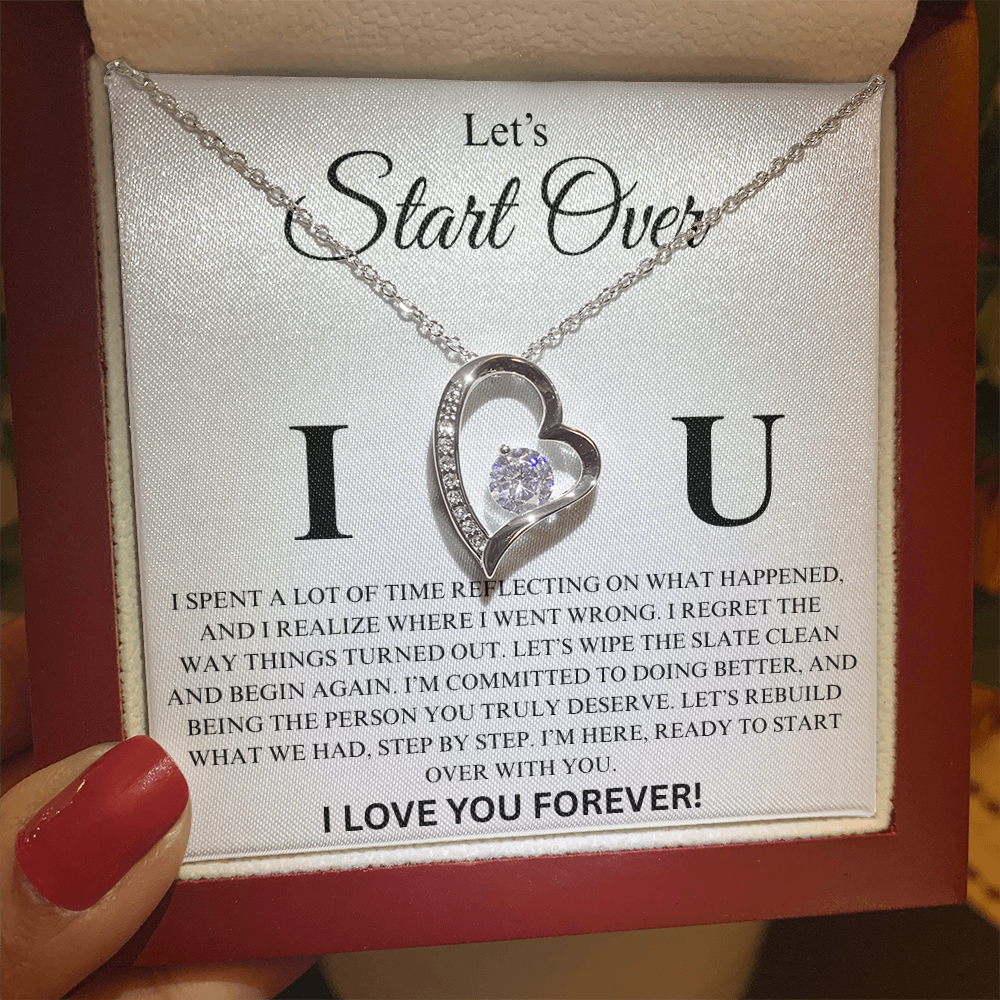 Let's
Start Over
I U
I SPENT A LOT OF TIME REFLECTING ON WHAT HAPPENED,
AND I REALIZE WHERE I WENT WRONG. I REGRET THE
WAY THINGS TURNED OUT. LET'S WIPE THE SLATE CLEAN
AND BEGIN AGAIN. I'M COMMITTED TO DOING BETTER, AND
BEING THE PERSON YOU TRULY DESERVE. LET'S REBUILD
WHAT WE HAD, STEP BY STEP. I'M HERE, READY TO START
OVER WITH YOU.
I LOVE YOU FOREVER!